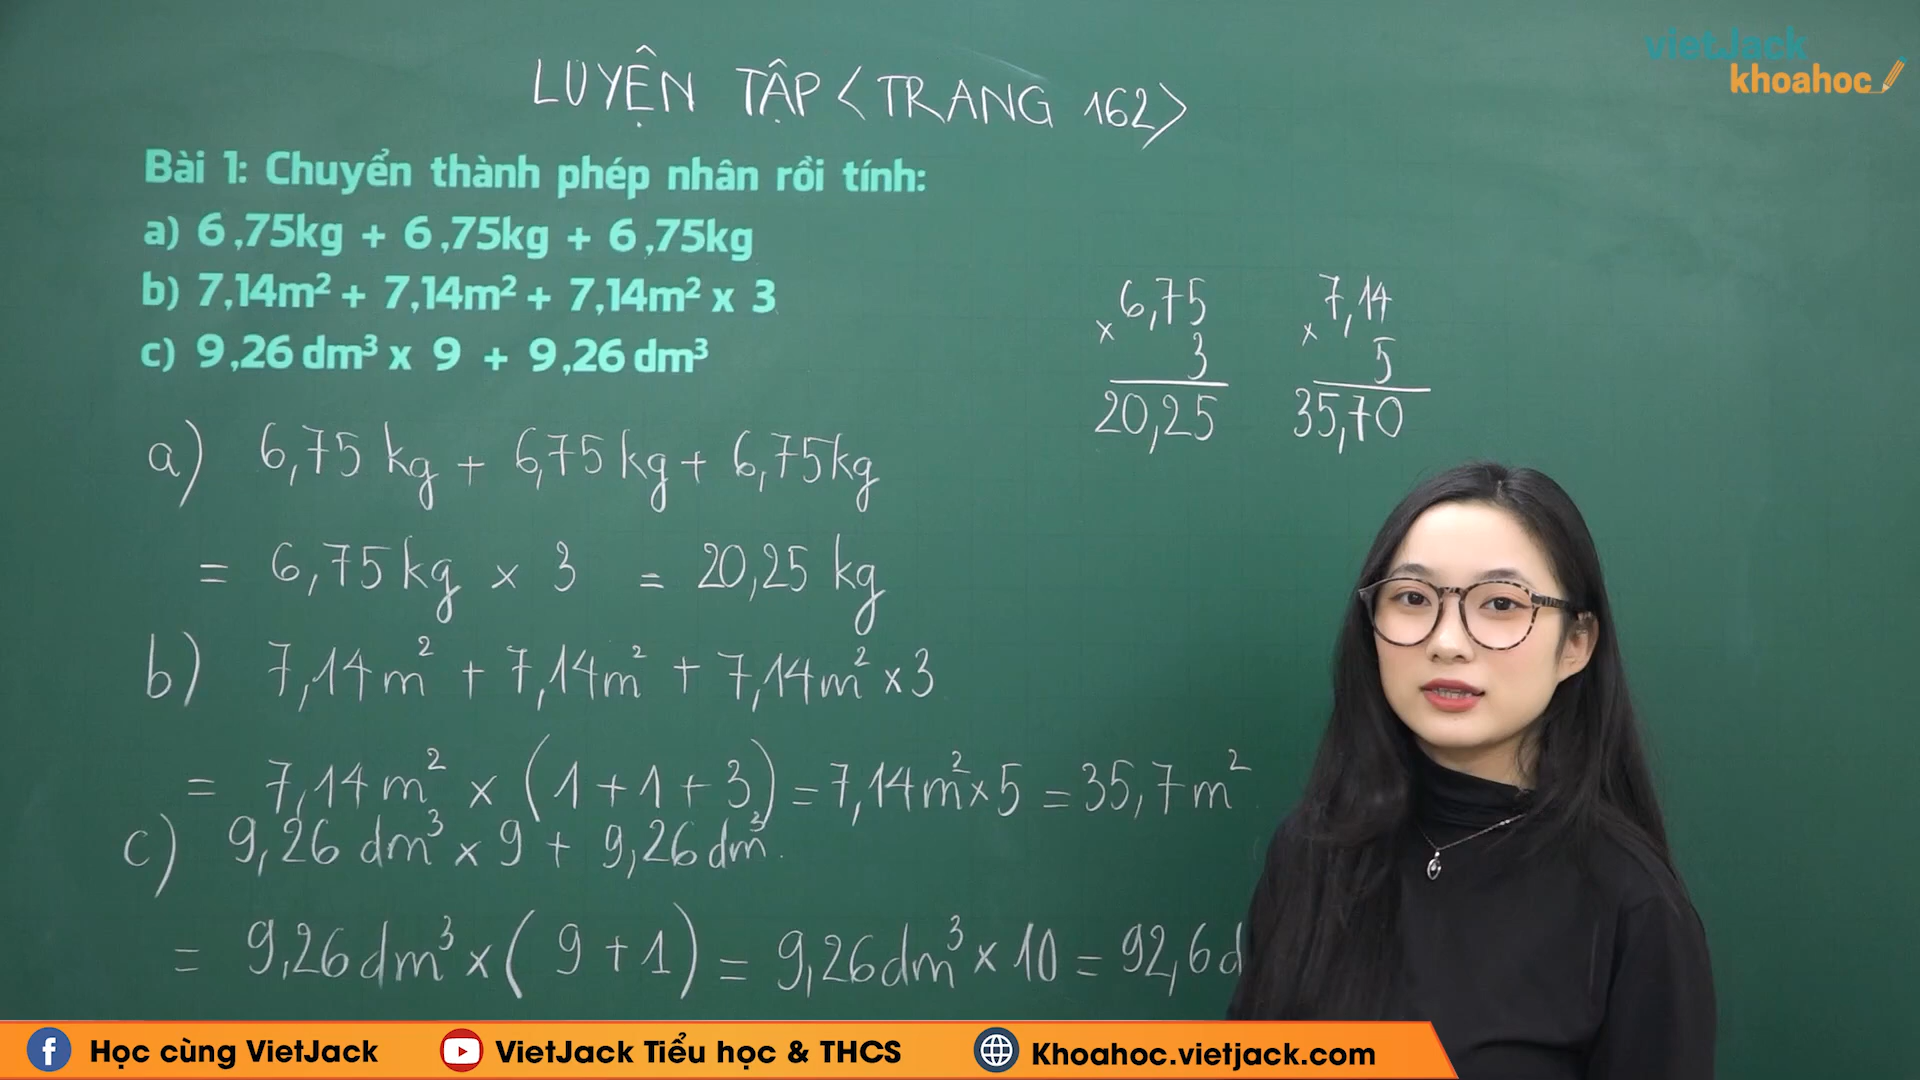 vietJack
khoahoc
LUYỆN TẬP <TRANG 162>
Bài 1: Chuyển thành phép nhân rồi tính:
a) 6,75kg + 6,75kg + 6,75kg
b) 7,14m² + 7,14m² + 7,14m² x 3
c) 9,26 dm³ x 9 + 9,26 dm³
6,75
×
3
20,25
7,14
×
5
35,70
a) 6,75 kg + 6,75 kg + 6,75kg
= 6,75 kg × 3 = 20,25 kg
b) 7,14 m² + 7,14m² + 7,14m² × 3
= 7,14 m² × (1 + 1 + 3) = 7,14m² × 5 = 35,7 m²
c) 9,26 dm³ × 9 + 9,26 dm³.
= 9,26 dm³ × ( 9 + 1) = 9,26 dm³ × 10 = 92,6 d
Học cùng VietJack
VietJack Tiểu học & THCS
Khoahoc.vietjack.com